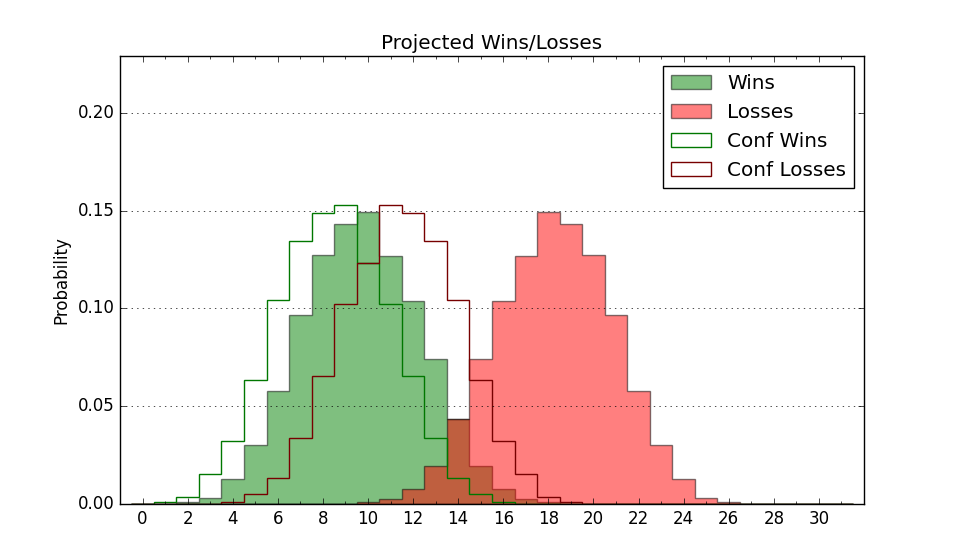 Projected Wins/Losses
Wins
Losses
Conf Wins
Conf Losses
Probability
0.20
0.15
0.10
0.05
0.00
0 2 4 6 8 10 12 14 16 18 20 22 24 26 28 30